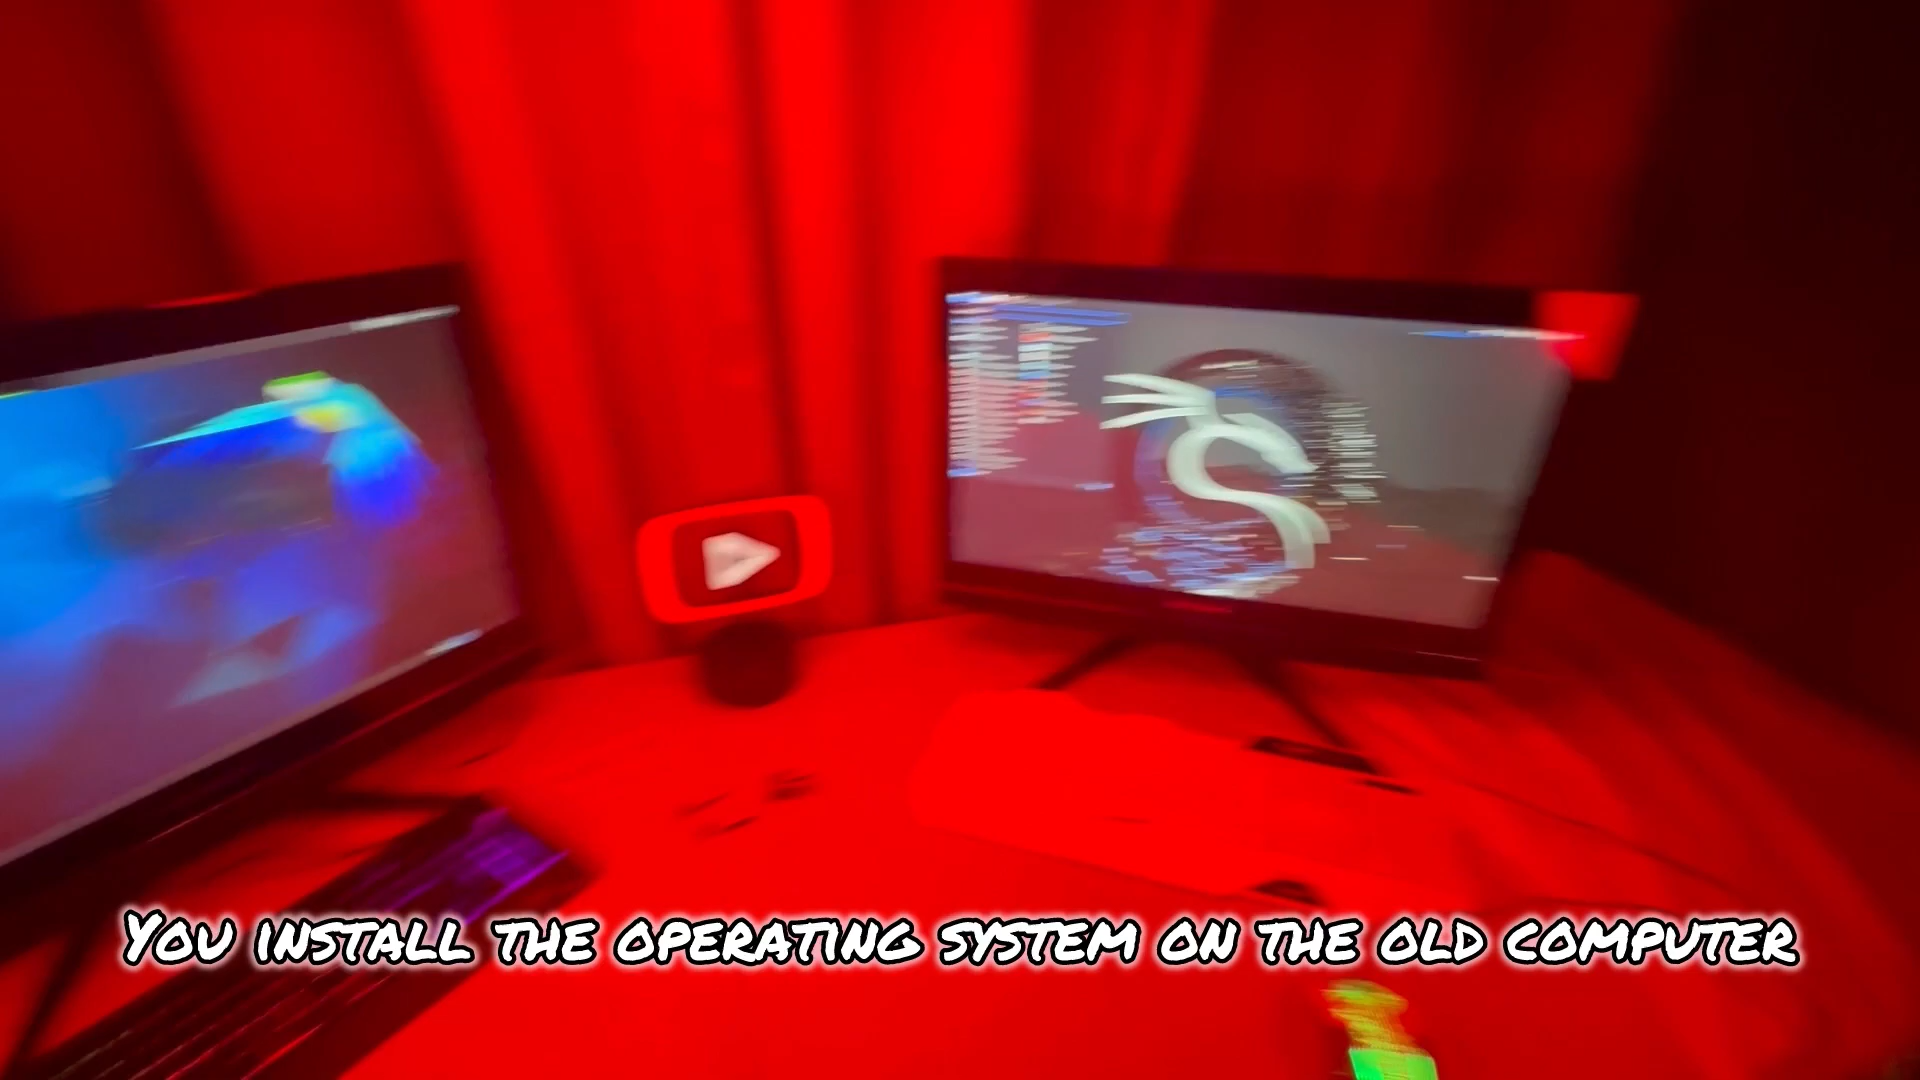 You install the operating system on the old computer